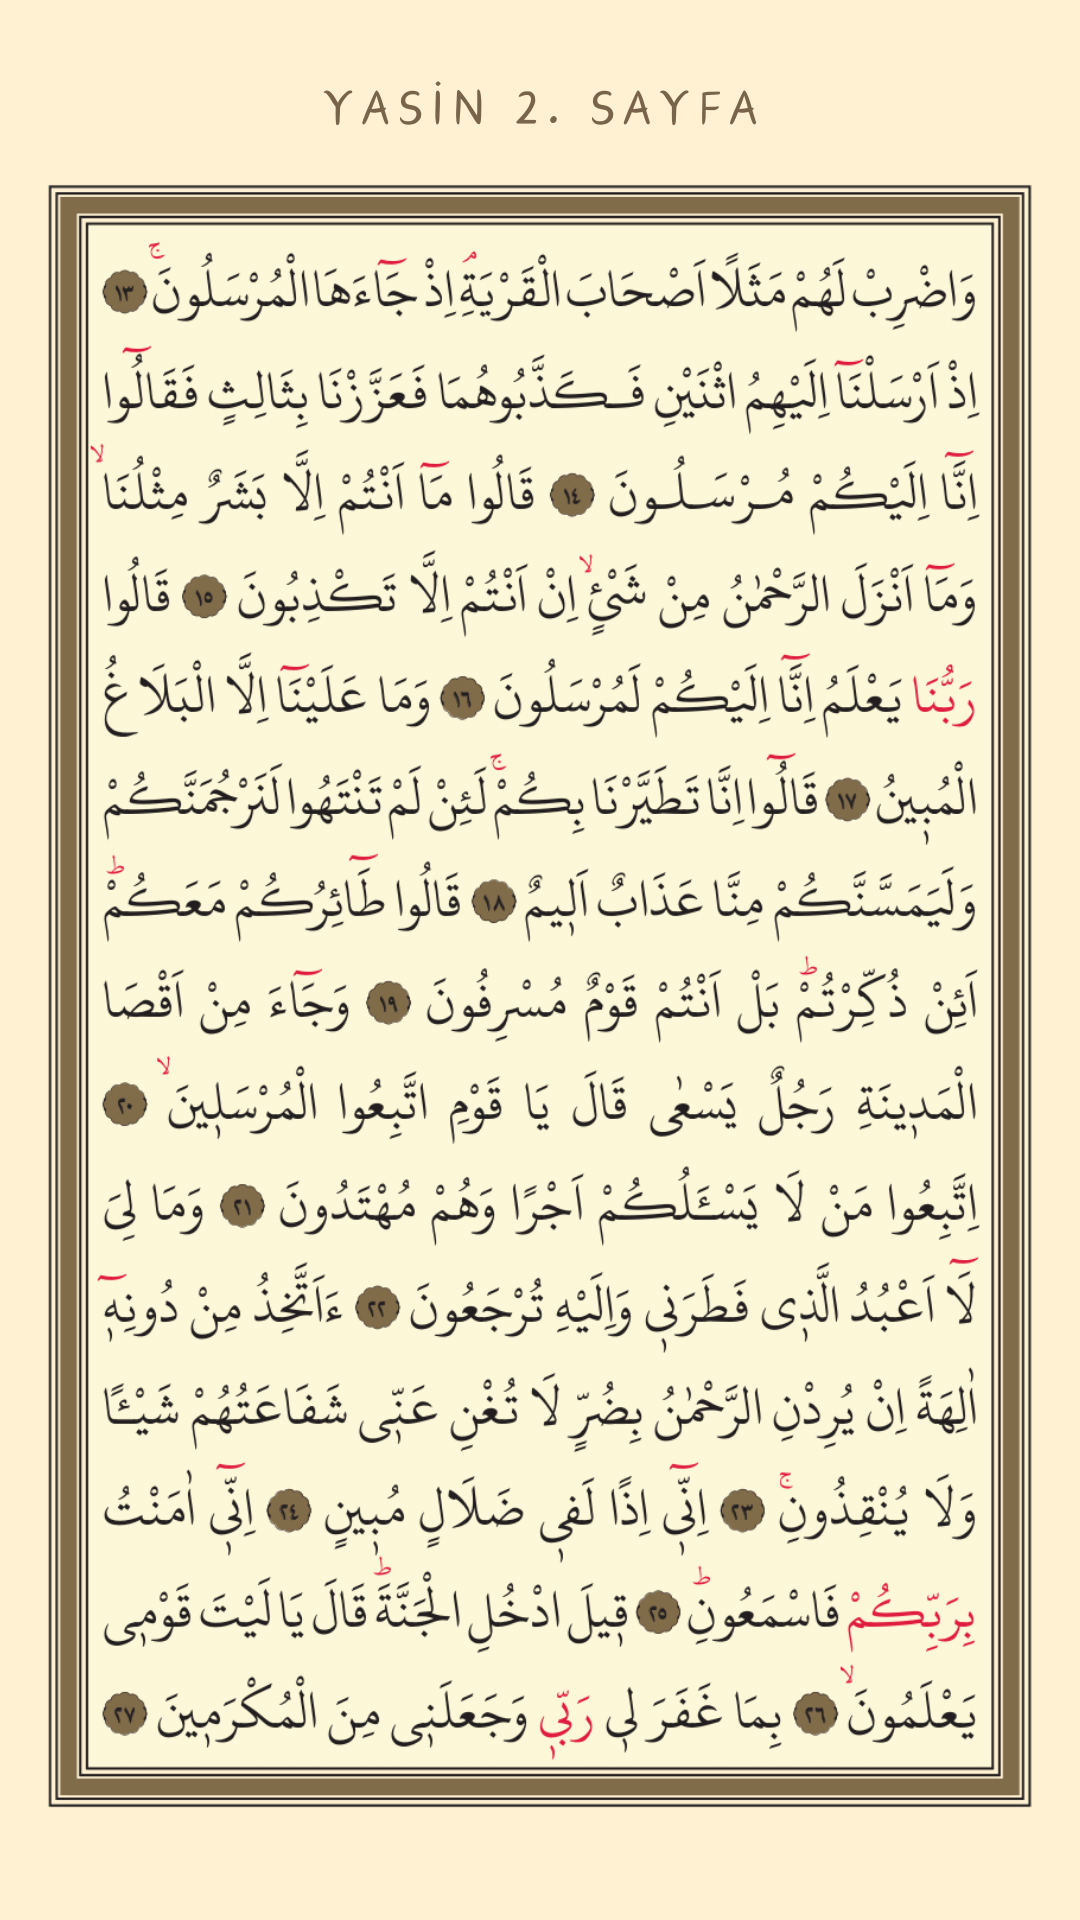 YASİN 2. SAYFA
وَاضْرِبْ لَهُمْ مَثَلًا اَصْحَابَ الْقَرْيَةِۢ اِذْ جَٓاءَهَا الْمُرْسَلُونَۚ ﴿١٣﴾
اِذْ اَرْسَلْنَٓا اِلَيْهِمُ اثْنَيْنِ فَكَذَّبُوهُمَا فَعَزَّزْنَا بِثَالِثٍ فَقَالُٓوا
اِنَّٓا اِلَيْكُمْ مُرْسَلُونَ ﴿١٤﴾ قَالُوا مَٓا اَنْتُمْ اِلَّا بَشَرٌ مِثْلُنَاۙ
وَمَٓا اَنْزَلَ الرَّحْمٰنُ مِنْ شَيْءٍۙ اِنْ اَنْتُمْ اِلَّا تَكْذِبُونَ ﴿١٥﴾ قَالُوا
رَبُّنَا يَعْلَمُ اِنَّٓا اِلَيْكُمْ لَمُرْسَلُونَ ﴿١٦﴾ وَمَا عَلَيْنَٓا اِلَّا الْبَلَاغُ
الْمُب۪ينُ ﴿١٧﴾ قَالُٓوا اِنَّا تَطَيَّرْنَا بِكُمْۚ لَئِنْ لَمْ تَنْتَهُوا لَنَرْجُمَنَّكُمْ
وَلَيَمَسَّنَّكُمْ مِنَّا عَذَابٌ اَل۪يمٌ ﴿١٨﴾ قَالُوا طَٓائِرُكُمْ مَعَكُمْۜ
اَئِنْ ذُكِّرْتُمْۜ بَلْ اَنْتُمْ قَوْمٌ مُسْرِفُونَ ﴿١٩﴾ وَجَٓاءَ مِنْ اَقْصَا
الْمَد۪ينَةِ رَجُلٌ يَسْعٰى قَالَ يَا قَوْمِ اتَّبِعُوا الْمُرْسَل۪ينَۙ ﴿٢٠﴾
اِتَّبِعُوا مَنْ لَا يَسْـَٔلُكُمْ اَجْرًا وَهُمْ مُهْتَدُونَ ﴿٢١﴾ وَمَا لِيَ
لَٓا اَعْبُدُ الَّذ۪ى فَطَرَن۪ى وَاِلَيْهِ تُرْجَعُونَ ﴿٢٢﴾ ءَاَتَّخِذُ مِنْ دُونِه۪ٓ
اٰلِهَةً اِنْ يُرِدْنِ الرَّحْمٰنُ بِضُرٍّ لَا تُغْنِ عَنّ۪ى شَفَاعَتُهُمْ شَيْـًٔا
وَلَا يُنْقِذُونِۚ ﴿٢٣﴾ اِنّ۪ٓى اِذًا لَف۪ى ضَلَالٍ مُب۪ينٍ ﴿٢٤﴾ اِنّ۪ٓى اٰمَنْتُ
بِرَبِّكُمْ فَاسْمَعُونِۜ ﴿٢٥﴾ ق۪يلَ ادْخُلِ الْجَنَّةَۜ قَالَ يَا لَيْتَ قَوْم۪ى
يَعْلَمُونَۙ ﴿٢٦﴾ بِمَا غَفَرَ ل۪ى رَبّ۪ى وَجَعَلَن۪ى مِنَ الْمُكْرَم۪ينَ ﴿٢٧﴾